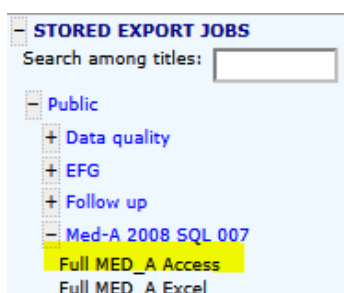 − STORED EXPORT JOBS
Search among titles:
− Public
+ Data quality
+ EFG
+ Follow up
− Med-A 2008 SQL 007
Full MED_A Access
Full MED_A Excel